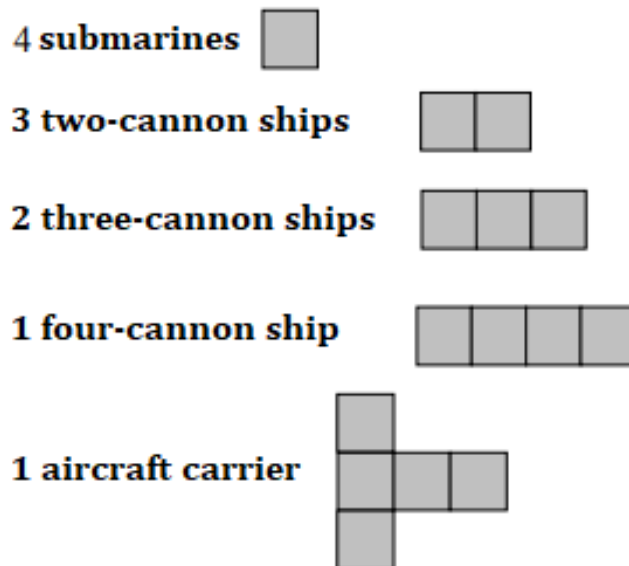 4 submarines
3 two-cannon ships
2 three-cannon ships
1 four-cannon ship
1 aircraft carrier